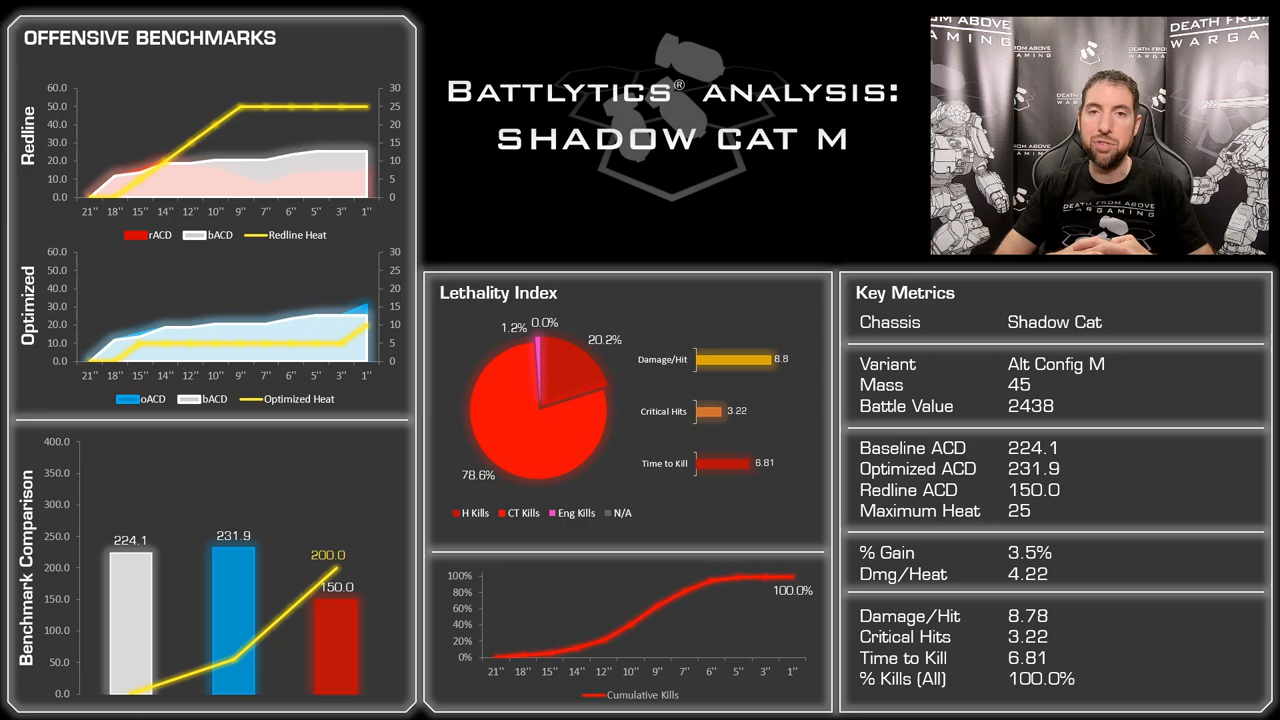 OFFENSIVE BENCHMARKS
Redline
60.0
50.0
40.0
30.0
20.0
10.0
0.0
30
25
20
15
10
5
0
21" 18" 15" 14" 12" 10" 9" 7" 6" 5" 3" 1"
rACD bACD Redline Heat
Optimized
60.0
50.0
40.0
30.0
20.0
10.0
0.0
30
25
20
15
10
5
0
21" 18" 15" 14" 12" 10" 9" 7" 6" 5" 3" 1"
oACD bACD Optimized Heat
Benchmark Comparison
400.0
350.0
300.0
250.0
200.0
150.0
100.0
50.0
0.0
224.1
231.9
200.0
150.0
BATTLYTICS® ANALYSIS:
SHADOW CAT M
DEATH FROM ABOVE
WARGAMING
Lethality Index
1.2%
0.0%
20.2%
78.6%
Damage/Hit 8.8
Critical Hits 3.22
Time to Kill 6.81
H Kills CT Kills Eng Kills N/A
100%
80%
60%
40%
20%
0%
100.0%
21" 18" 15" 14" 12" 10" 9" 7" 6" 5" 3" 1"
Cumulative Kills
Key Metrics
Chassis Shadow Cat
Variant Alt Config M
Mass 45
Battle Value 2438
Baseline ACD 224.1
Optimized ACD 231.9
Redline ACD 150.0
Maximum Heat 25
% Gain 3.5%
Dmg/Heat 4.22
Damage/Hit 8.78
Critical Hits 3.22
Time to Kill 6.81
% Kills (All) 100.0%